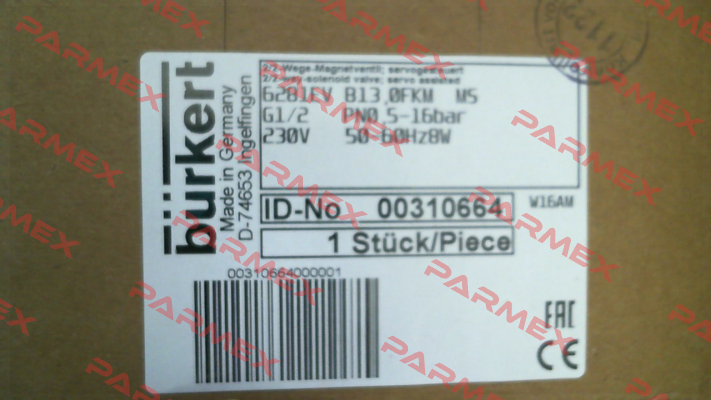 bürkert
Made in Germany
D-74653 Ingelfingen
2/2-Wege-Magnetventil; servogesteuert
2/2-way-solenoid valve; servo assisted
6281EV B13,0FKM MS
G1/2 PN0,5-16bar
230V 50-60Hz8W
ID-No 00310664
W16AM
1 Stück/Piece
00310664000001
EAC
CE
PARMEX